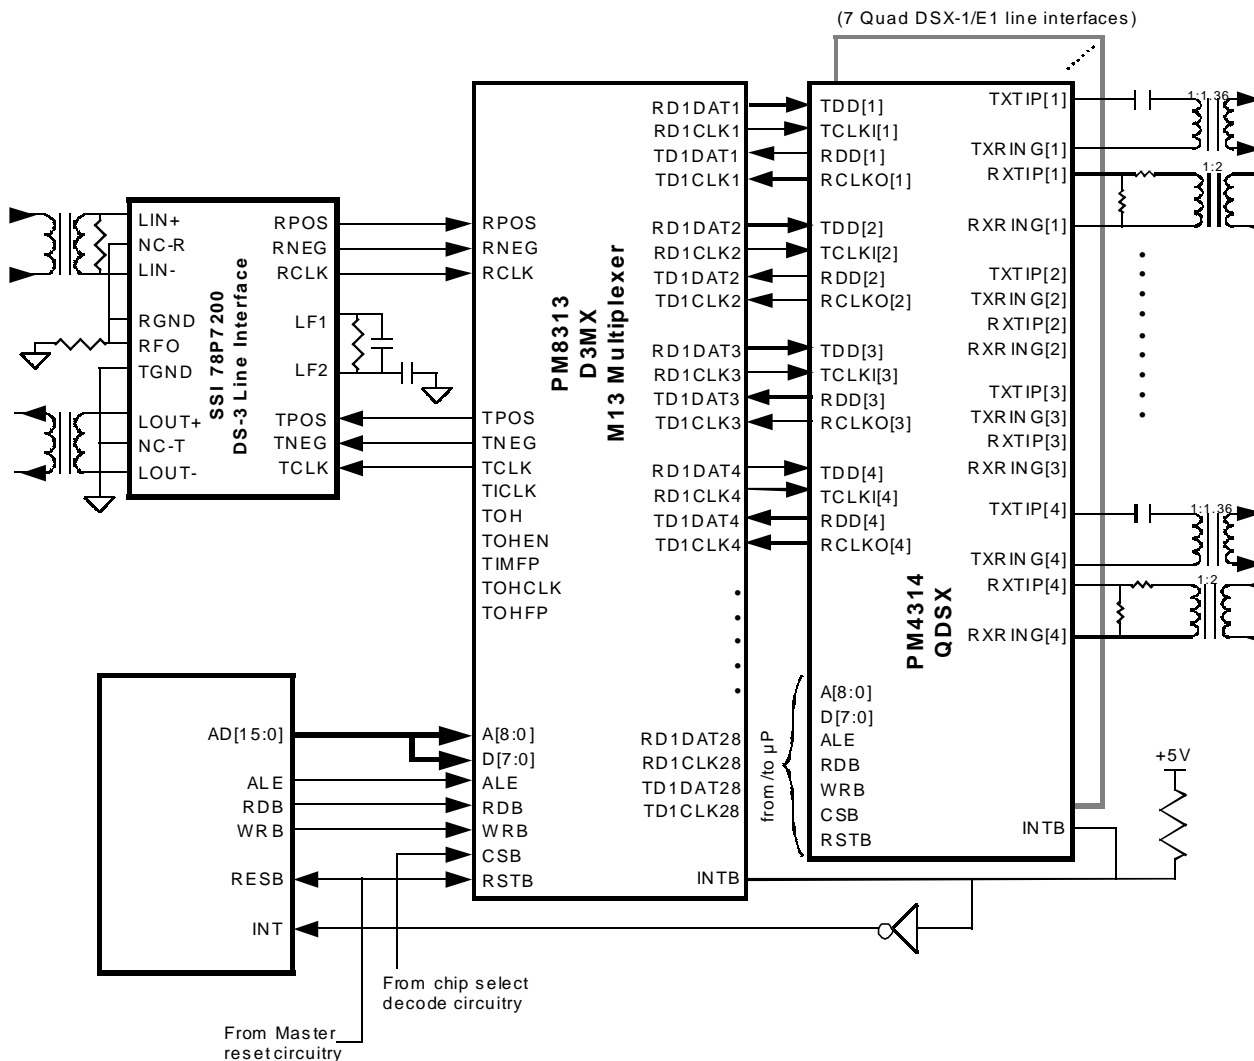 (7 Quad DSX-1/E1 line interfaces)
LIN+
NC-R
LIN-
RGND
RFO
TGND
LOUT+
NC-T
LOUT-
SSI 78P7200
DS-3 Line Interface
RPOS
RNEG
RCLK
LF1
LF2
TPOS
TNEG
TCLK
RPOS
RNEG
RCLK
TPOS
TNEG
TCLK
TICLK
TOH
TOHEN
TIMFP
TOHCLK
TOHFP
A[8:0]
D[7:0]
ALE
RDB
WRB
CSB
RSTB
PM8313
D3MX
M13 Multiplexer
RD1DAT1
RD1CLK1
TD1DAT1
TD1CLK1
RD1DAT2
RD1CLK2
TD1DAT2
TD1CLK2
RD1DAT3
RD1CLK3
TD1DAT3
TD1CLK3
RD1DAT4
RD1CLK4
TD1DAT4
TD1CLK4
RD1DAT28
RD1CLK28
TD1DAT28
TD1CLK28
INTB
TDD[1]
TCLKI[1]
RDD[1]
RCLKO[1]
TDD[2]
TCLKI[2]
RDD[2]
RCLKO[2]
TDD[3]
TCLKI[3]
RDD[3]
RCLKO[3]
TDD[4]
TCLKI[4]
RDD[4]
RCLKO[4]
from/to µP
A[8:0]
D[7:0]
ALE
RDB
WRB
CSB
RSTB
PM4314
QDSX
TXTIP[1]
TXRING[1]
RXTIP[1]
RXRING[1]
TXTIP[2]
TXRING[2]
RXTIP[2]
RXRING[2]
TXTIP[3]
TXRING[3]
RXTIP[3]
RXRING[3]
TXTIP[4]
TXRING[4]
RXTIP[4]
RXRING[4]
INTB
1:1.36
1:2
1:1.36
1:2
+5V
AD[15:0]
ALE
RDB
WRB
RESB
INT
From chip select
decode circuitry
From Master
reset circuitry